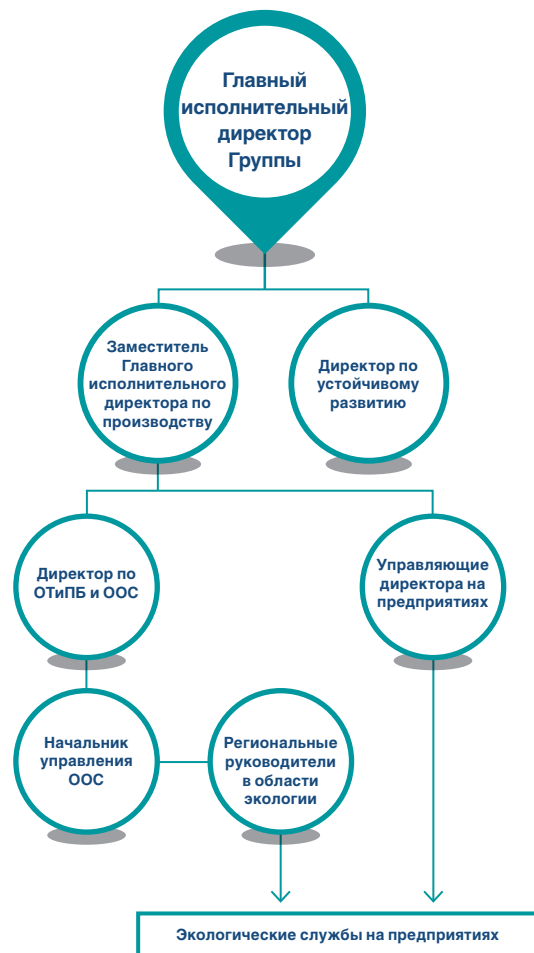 Главный
исполнительный
директор
Группы
Заместитель
Главного
исполнительного
директора по
производству
Директор по
устойчивому
развитию
Директор по
ОТиПБ и ООС
Управляющие
директора на
предприятиях
Начальник
управления
ООС
Региональные
руководители
в области
экологии
Экологические службы на предприятиях